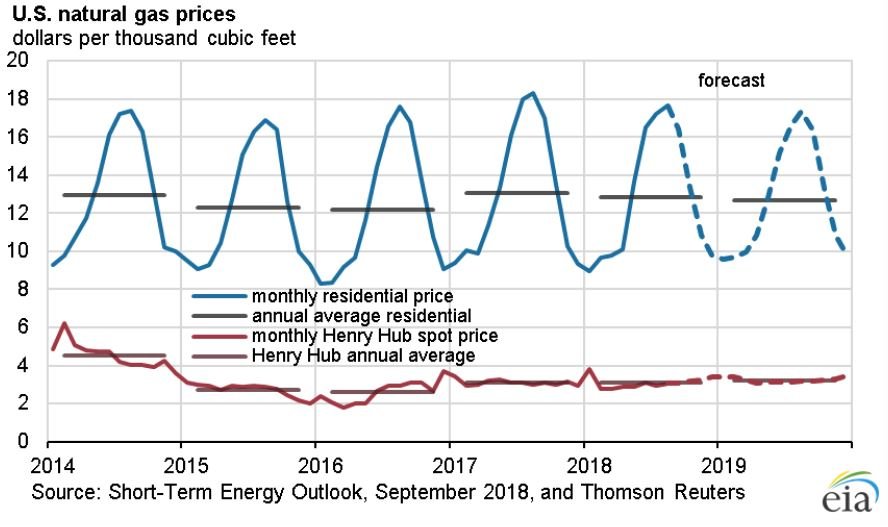 U.S. natural gas prices
dollars per thousand cubic feet
20
18
16
14
12
10
8
6
4
2
0
forecast
monthly residential price
annual average residential
monthly Henry Hub spot price
Henry Hub annual average
2014 2015 2016 2017 2018 2019
Source: Short-Term Energy Outlook, September 2018, and Thomson Reuters
eia